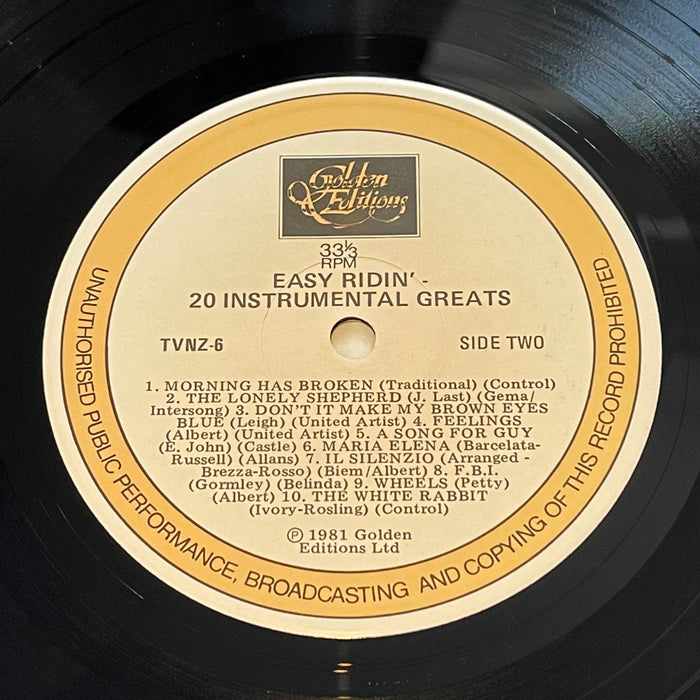 Golden
Editions
33⅓
RPM
EASY RIDIN' -
20 INSTRUMENTAL GREATS
TVNZ-6
SIDE TWO
1. MORNING HAS BROKEN (Traditional) (Control)
2. THE LONELY SHEPHERD (J. Last) (Gema/
Intersong) 3. DON'T IT MAKE MY BROWN EYES
BLUE (Leigh) (United Artist) 4. FEELINGS
(Albert) (United Artist) 5. A SONG FOR GUY
(E. John) (Castle) 6. MARIA ELENA (Barcelata-
Russell) (Allans) 7. IL SILENZIO (Arranged -
Brezza-Rosso) (Biem/Albert) 8. F.B.I.
(Gormley) (Belinda) 9. WHEELS (Petty)
(Albert) 10. THE WHITE RABBIT
(Ivory-Rosling) (Control)
℗ 1981 Golden
Editions Ltd
UNAUTHORISED PUBLIC PERFORMANCE, BROADCASTING AND COPYING OF THIS RECORD PROHIBITED